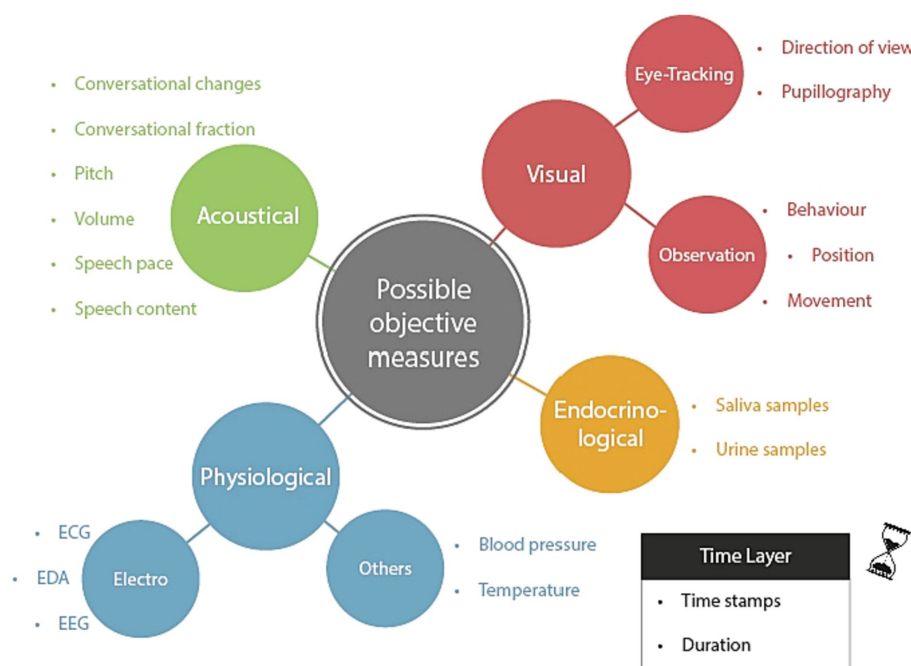 Possible
objective
measures
Acoustical
• Conversational changes
• Conversational fraction
• Pitch
• Volume
• Speech pace
• Speech content
Visual
Eye-Tracking
• Direction of view
• Pupillography
Observation
• Behaviour
• Position
• Movement
Endocrino-
logical
• Saliva samples
• Urine samples
Physiological
Electro
• ECG
• EDA
• EEG
Others
• Blood pressure
• Temperature
Time Layer
• Time stamps
• Duration